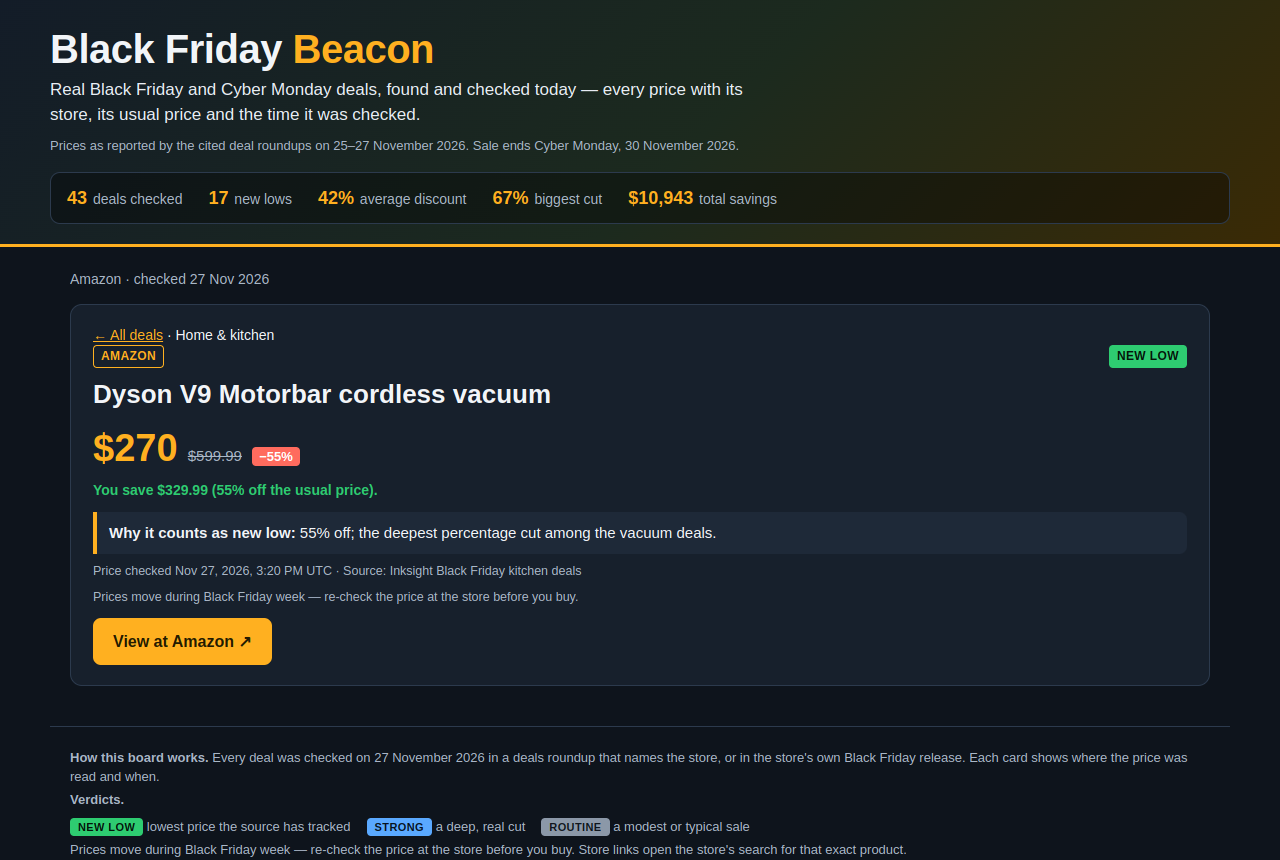 Black Friday Beacon
Real Black Friday and Cyber Monday deals, found and checked today — every price with its
store, its usual price and the time it was checked.
Prices as reported by the cited deal roundups on 25–27 November 2026. Sale ends Cyber Monday, 30 November 2026.
43 deals checked 17 new lows 42% average discount 67% biggest cut $10,943 total savings
Amazon · checked 27 Nov 2026
← All deals · Home & kitchen
AMAZON NEW LOW
Dyson V9 Motorbar cordless vacuum
$270 $599.99 −55%
You save $329.99 (55% off the usual price).
Why it counts as new low: 55% off; the deepest percentage cut among the vacuum deals.
Price checked Nov 27, 2026, 3:20 PM UTC · Source: Inksight Black Friday kitchen deals
Prices move during Black Friday week — re-check the price at the store before you buy.
View at Amazon ↗
How this board works. Every deal was checked on 27 November 2026 in a deals roundup that names the store, or in the store's own Black Friday release. Each card shows where the price was
read and when.
Verdicts.
NEW LOW lowest price the source has tracked STRONG a deep, real cut ROUTINE a modest or typical sale
Prices move during Black Friday week — re-check the price at the store before you buy. Store links open the store's search for that exact product.